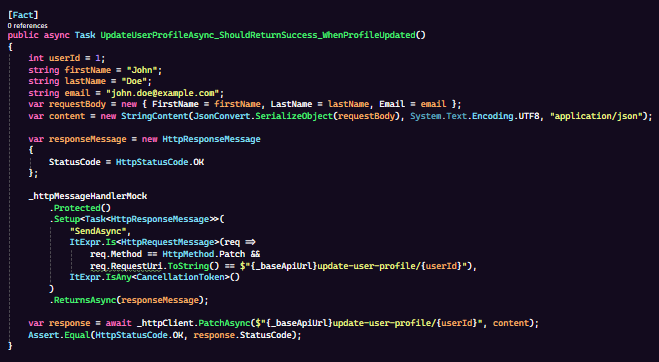 [Fact]
0 references
public async Task UpdateUserProfileAsync_ShouldReturnSuccess_WhenProfileUpdated()
{
    int userId = 1;
    string firstName = "John";
    string lastName = "Doe";
    string email = "john.doe@example.com";
    var requestBody = new { FirstName = firstName, LastName = lastName, Email = email };
    var content = new StringContent(JsonConvert.SerializeObject(requestBody), System.Text.Encoding.UTF8, "application/json");

    var responseMessage = new HttpResponseMessage
    {
        StatusCode = HttpStatusCode.OK
    };

    _httpMessageHandlerMock
        .Protected()
        .Setup<Task<HttpResponseMessage>>(
            "SendAsync",
            ItExpr.Is<HttpRequestMessage>(req =>
                req.Method == HttpMethod.Patch &&
                req.RequestUri.ToString() == $"{_baseApiUrl}update-user-profile/{userId}"),
            ItExpr.IsAny<CancellationToken>()
        )
        .ReturnsAsync(responseMessage);

    var response = await _httpClient.PatchAsync($"{_baseApiUrl}update-user-profile/{userId}", content);
    Assert.Equal(HttpStatusCode.OK, response.StatusCode);
}